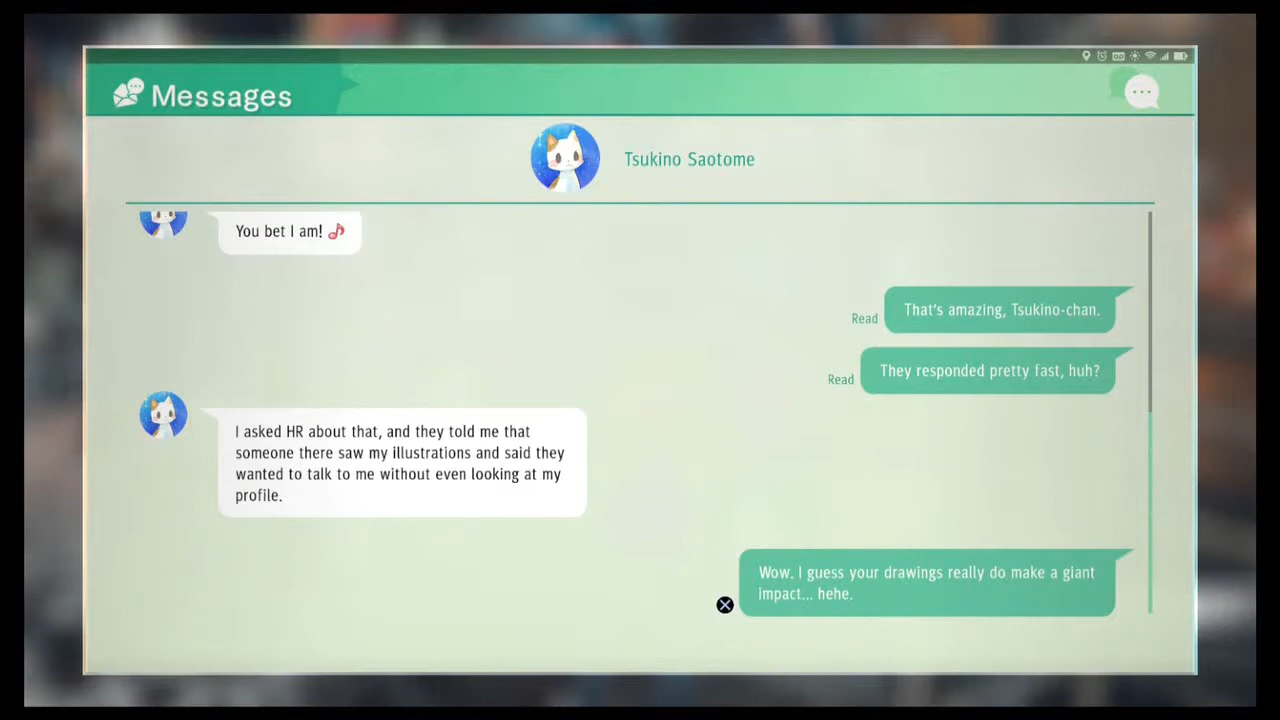 Messages
Tsukino Saotome
You bet I am!
That's amazing, Tsukino-chan.
Read
They responded pretty fast, huh?
Read
I asked HR about that, and they told me that
someone there saw my illustrations and said they
wanted to talk to me without even looking at my
profile.
Wow. I guess your drawings really do make a giant
impact... hehe.